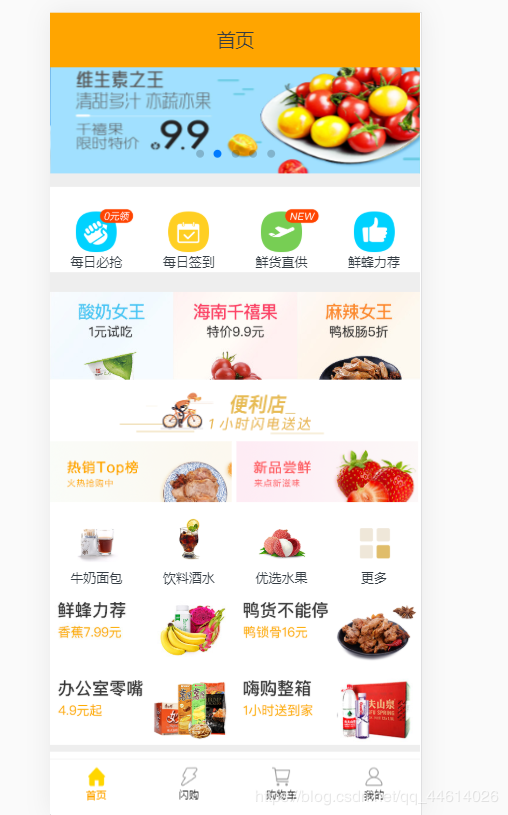 首页
维生素之王
清甜多汁 亦蔬亦果
千禧果
限时特价
9.9
0元领
NEW
每日必抢
每日签到
鲜货直供
鲜蜂力荐
酸奶女王
海南千禧果
麻辣女王
1元试吃
特价9.9元
鸭板肠5折
便利店_
1小时闪电送达
热销Top榜
新品尝鲜
火热抢购中
来点新滋味
牛奶面包
饮料酒水
优选水果
更多
鲜蜂力荐
鸭货不能停
香蕉7.99元
鸭锁骨16元
办公室零嘴
嗨购整箱
4.9元起
1小时送到家
首页
闪购
购物车
我的
https://blog.csdn.net/qq_44614026